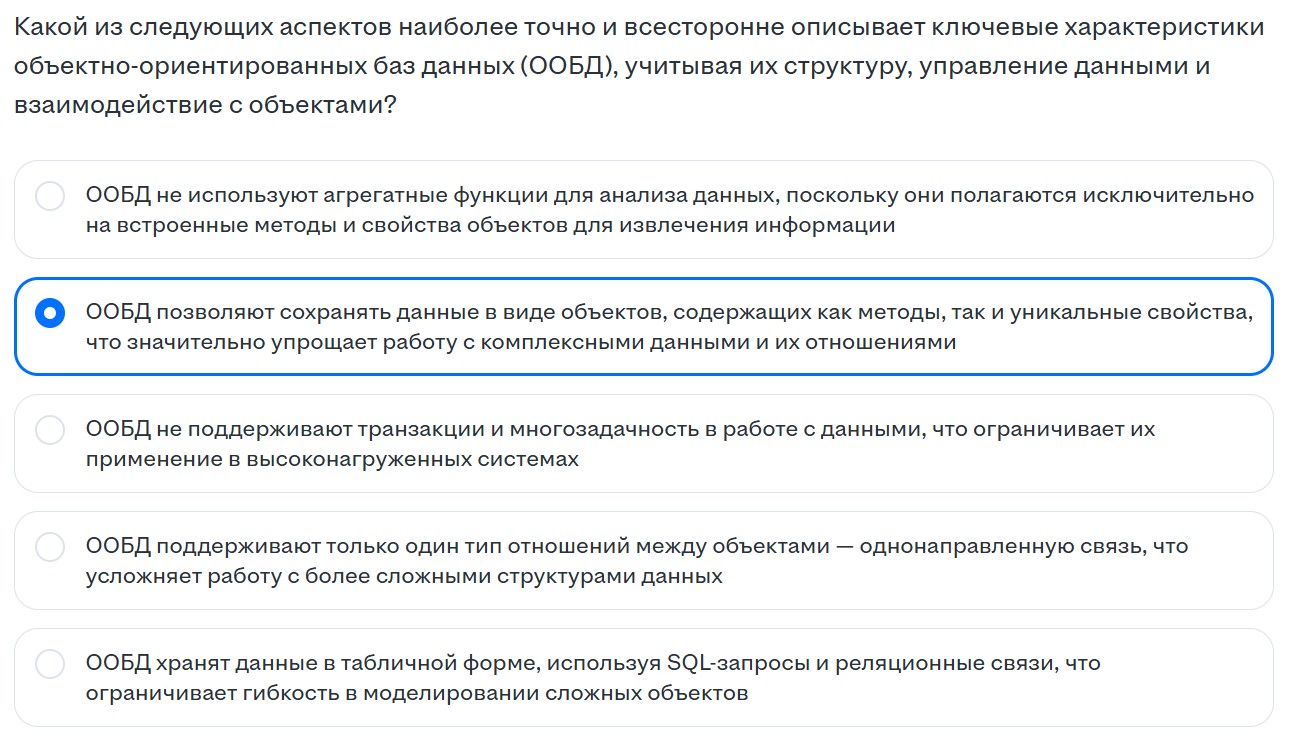 Какой из следующих аспектов наиболее точно и всесторонне описывает ключевые характеристики
объектно-ориентированных баз данных (ООБД), учитывая их структуру, управление данными и
взаимодействие с объектами?
ООБД не используют агрегатные функции для анализа данных, поскольку они полагаются исключительно
на встроенные методы и свойства объектов для извлечения информации
ООБД позволяют сохранять данные в виде объектов, содержащих как методы, так и уникальные свойства,
что значительно упрощает работу с комплексными данными и их отношениями
ООБД не поддерживают транзакции и многозадачность в работе с данными, что ограничивает их
применение в высоконагруженных системах
ООБД поддерживают только один тип отношений между объектами — однонаправленную связь, что
усложняет работу с более сложными структурами данных
ООБД хранят данные в табличной форме, используя SQL-запросы и реляционные связи, что
ограничивает гибкость в моделировании сложных объектов